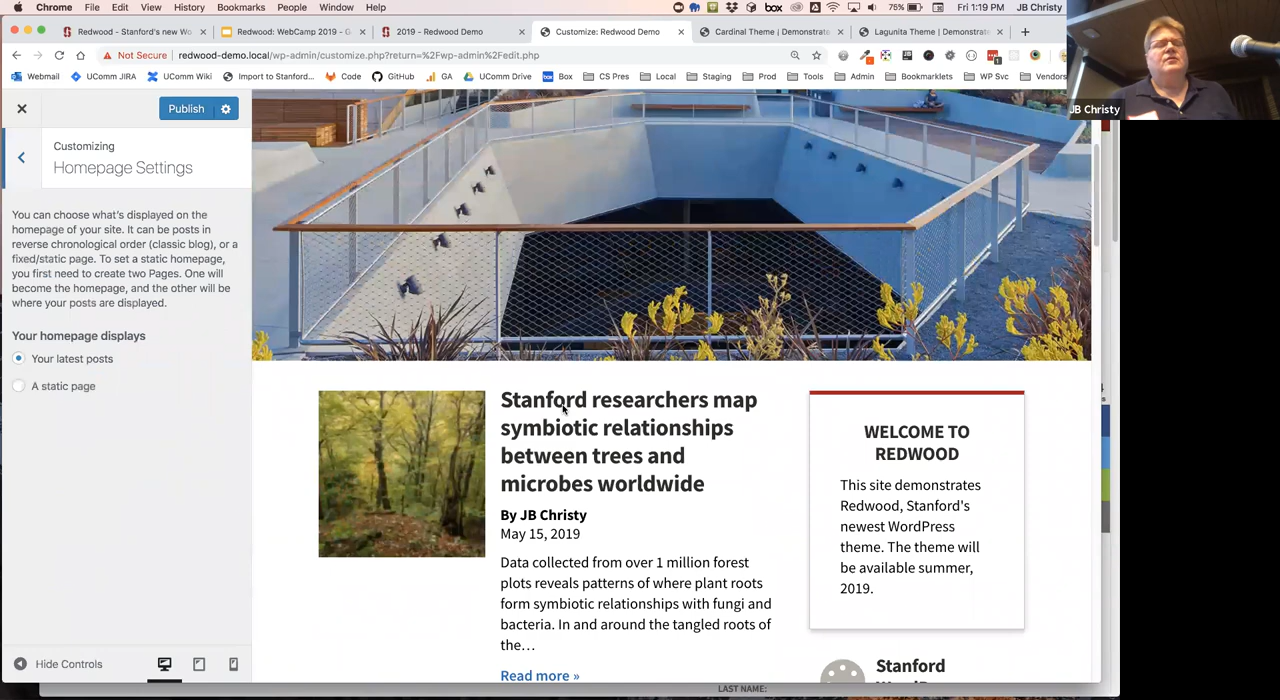 Chrome File Edit View History Bookmarks People Window Help
box 75% Fri 1:19 PM JB Christy
Redwood - Stanford's new Wo
Redwood: WebCamp 2019 - G
2019 - Redwood Demo
Customize: Redwood Demo
Cardinal Theme | Demonstrat
Lagunita Theme | Demonstrat
Not Secure redwood-demo.local/wp-admin/customize.php?return=%2Fwp-admin%2Fedit.php
Webmail UComm JIRA UComm Wiki Import to Stanford... Code GitHub GA UComm Drive Box CS Pres Local Staging Prod Tools Admin Bookmarklets WP Svc Vendors
JB Christy
Publish
Customizing
Homepage Settings
You can choose what's displayed on the
homepage of your site. It can be posts in
reverse chronological order (classic blog), or a
fixed/static page. To set a static homepage,
you first need to create two Pages. One will
become the homepage, and the other will be
where your posts are displayed.
Your homepage displays
Your latest posts
A static page
Hide Controls
Stanford researchers map
symbiotic relationships
between trees and
microbes worldwide
By JB Christy
May 15, 2019
Data collected from over 1 million forest
plots reveals patterns of where plant roots
form symbiotic relationships with fungi and
bacteria. In and around the tangled roots of
the…
Read more »
WELCOME TO
REDWOOD
This site demonstrates
Redwood, Stanford's
newest WordPress
theme. The theme will
be available summer,
2019.
Stanford
LAST NAME: